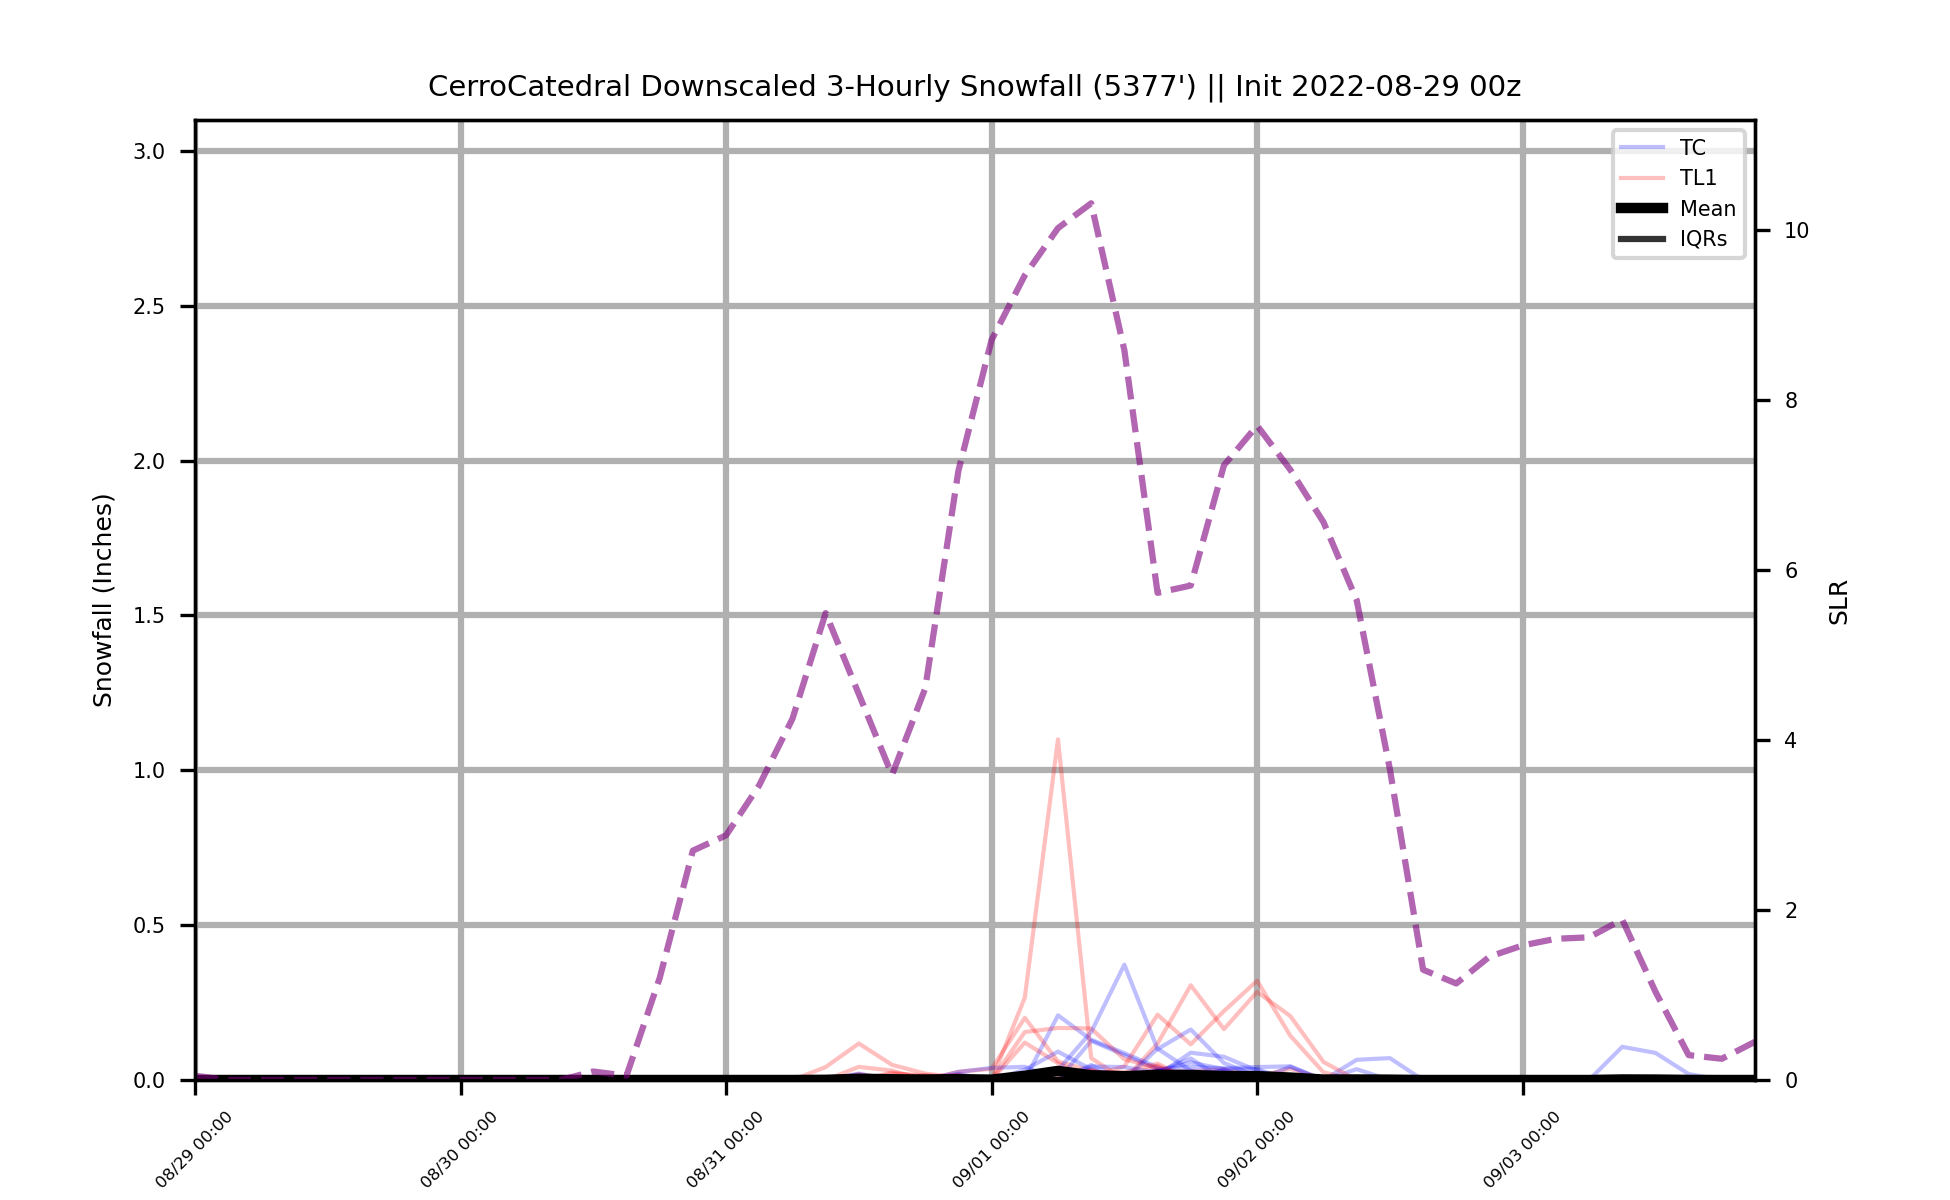 CerroCatedral Downscaled 3-Hourly Snowfall (5377') || Init 2022-08-29 00z
TC
TL1
Mean
IQRs
Snowfall (Inches)
3.0
2.5
2.0
1.5
1.0
0.5
0.0
10
8
6
4
2
0
SLR
08/29 00:00
08/30 00:00
08/31 00:00
09/01 00:00
09/02 00:00
09/03 00:00